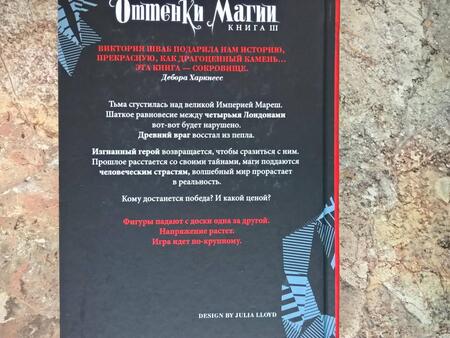 Оттенки Магии
КНИГА III
ВИКТОРИЯ ШВАБ ПОДАРИЛА НАМ ИСТОРИЮ,
ПРЕКРАСНУЮ, КАК ДРАГОЦЕННЫЙ КАМЕНЬ...
ЭТА КНИГА — СОКРОВИЩЕ.
Дебора Харкнесс
Тьма сгустилась над великой Империей Мареш.
Шаткое равновесие между четырьмя Лондонами
вот-вот будет нарушено.
Древний враг восстал из пепла.
Изгнанный герой возвращается, чтобы сразиться с ним.
Прошлое расстается со своими тайнами, маги поддаются
человеческим страстям, волшебный мир прорастает
в реальность.
Кому достанется победа? И какой ценой?
Фигуры падают с доски одна за другой.
Напряжение растет.
Игра идет по-крупному.
DESIGN BY JULIA LLOYD